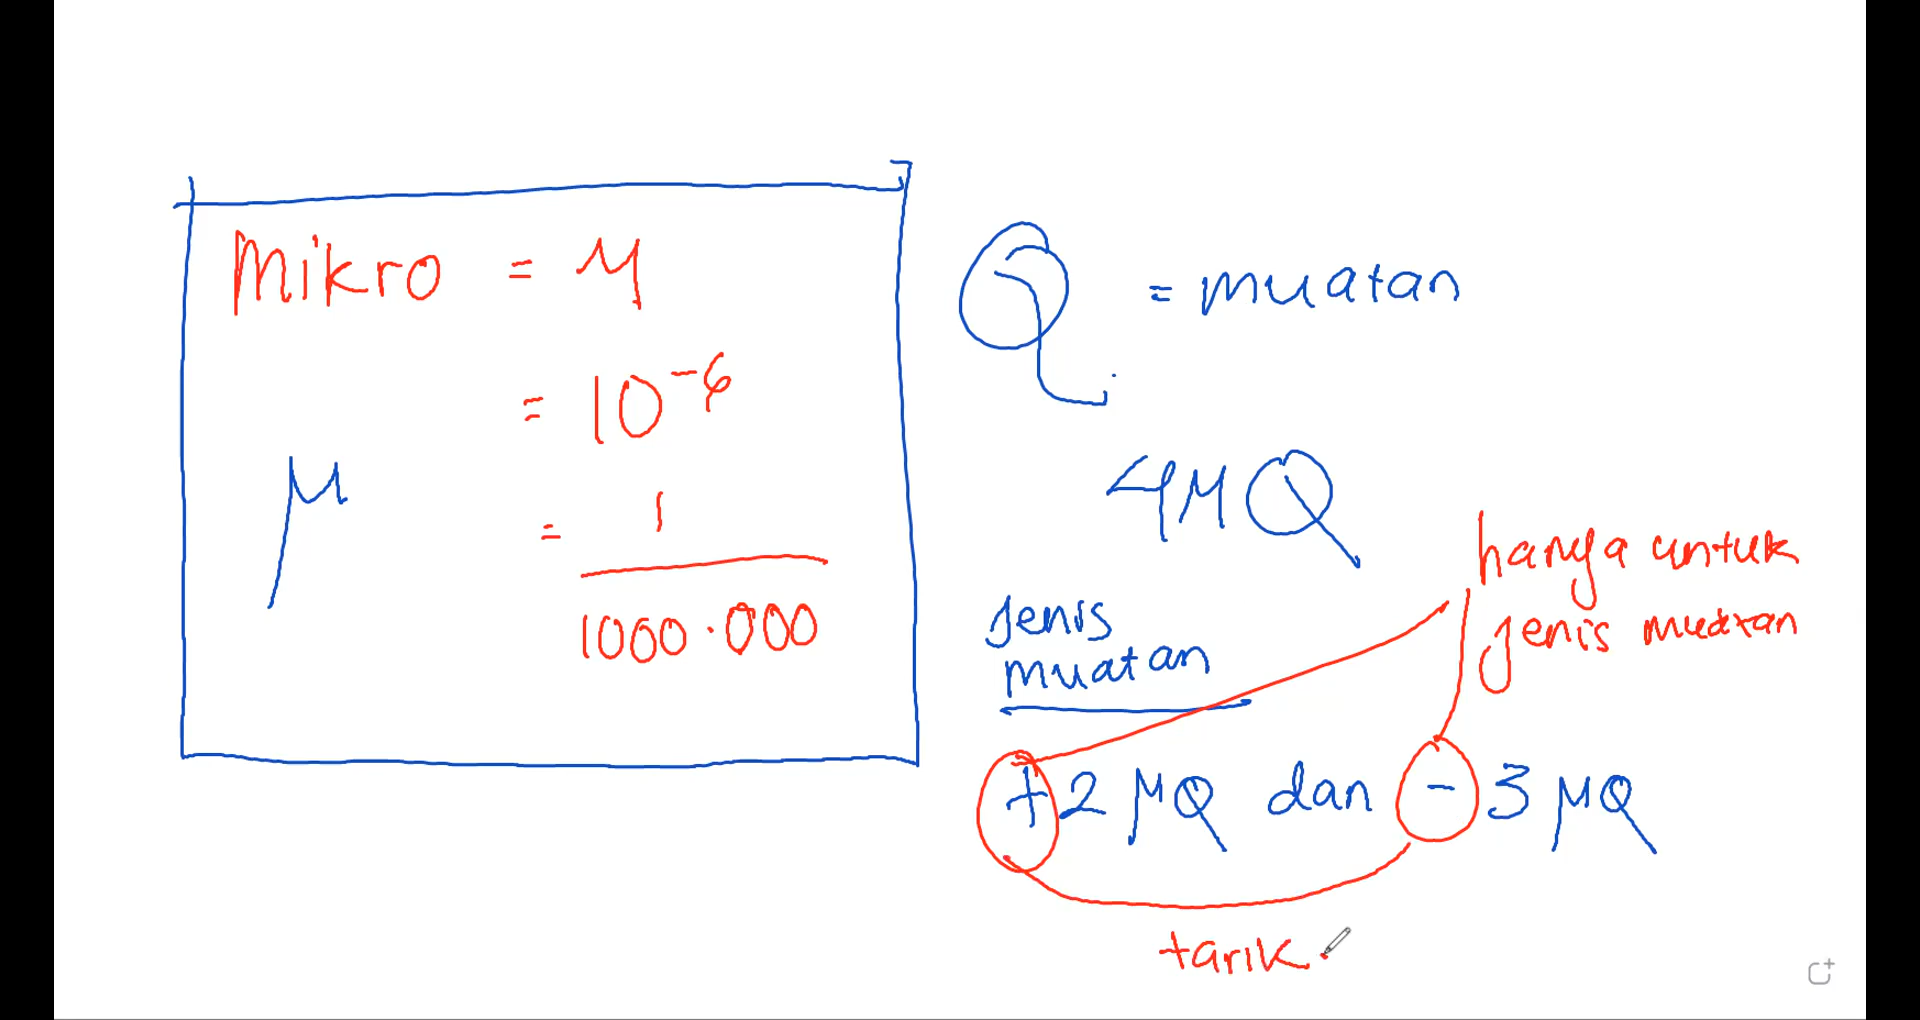 Mikro = μ
= 10⁻⁶
μ
= 1
1000.000
Q = muatan
4μQ
jenis
muatan
hanya untuk
jenis muatan
+2 μQ dan -3 μQ
tarik.